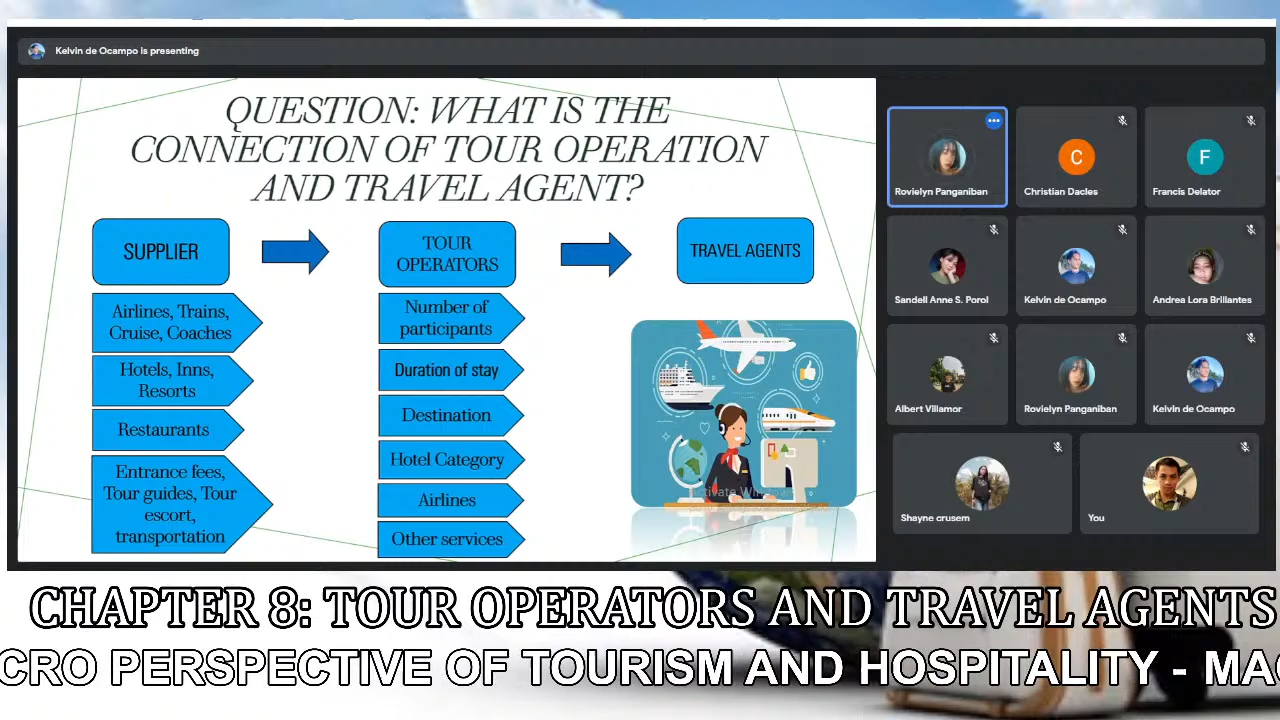 Kelvin de Ocampo is presenting
QUESTION: WHAT IS THE
CONNECTION OF TOUR OPERATION
AND TRAVEL AGENT?
SUPPLIER
TOUR
OPERATORS
TRAVEL AGENTS
Airlines, Trains,
Cruise, Coaches
Hotels, Inns,
Resorts
Restaurants
Entrance fees,
Tour guides, Tour
escort,
transportation
Number of
participants
Duration of stay
Destination
Hotel Category
Airlines
Other services
Rovielyn Panganiban
C
Christian Dacles
F
Francis Delator
Sandell Anne S. Porol
Kelvin de Ocampo
Andrea Lora Brillantes
Albert Villamor
Rovielyn Panganiban
Kelvin de Ocampo
Shayne crusem
You
CHAPTER 8: TOUR OPERATORS AND TRAVEL AGENTS
CRO PERSPECTIVE OF TOURISM AND HOSPITALITY - MAC